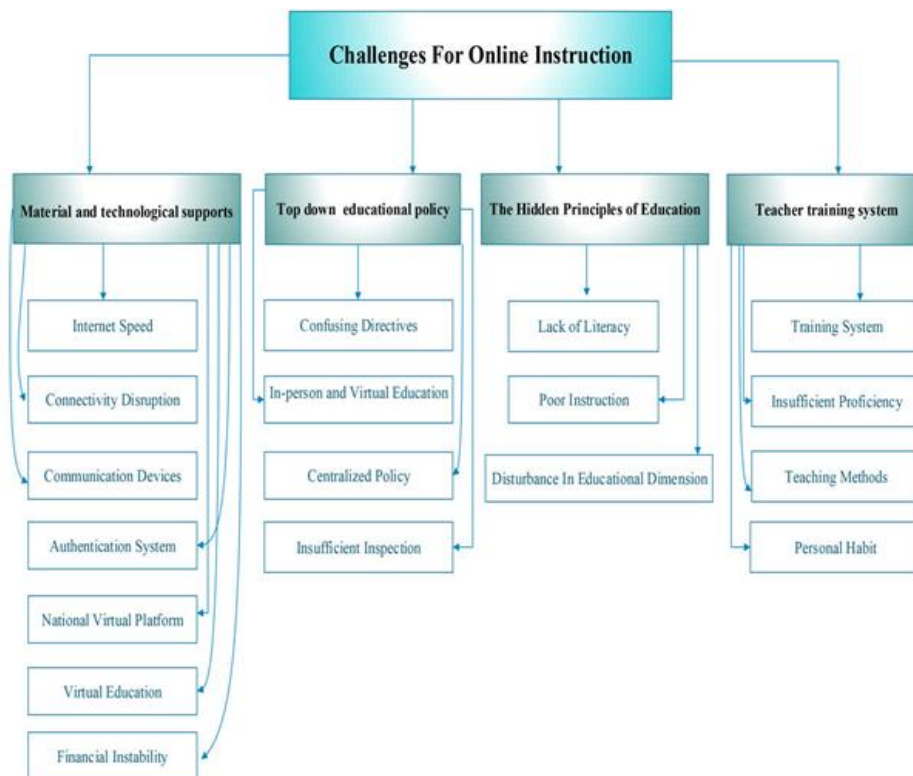 Challenges For Online Instruction
Material and technological supports
Top down educational policy
The Hidden Principles of Education
Teacher training system
Internet Speed
Connectivity Disruption
Communication Devices
Authentication System
National Virtual Platform
Virtual Education
Financial Instability
Confusing Directives
In-person and Virtual Education
Centralized Policy
Insufficient Inspection
Lack of Literacy
Poor Instruction
Disturbance In Educational Dimension
Training System
Insufficient Proficiency
Teaching Methods
Personal Habit